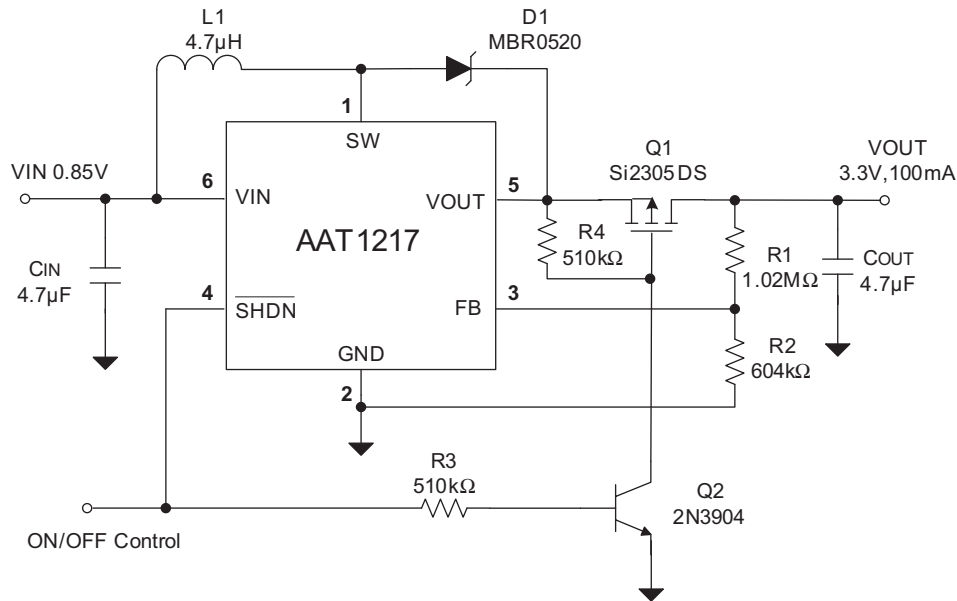 L1
4.7µH
D1
MBR0520
1
SW
Q1
Si2305DS
VOUT
3.3V,100mA
VIN 0.85V
6
VIN
5
VOUT
AAT1217
R4
510kΩ
R1
1.02MΩ
COUT
4.7µF
CIN
4.7µF
4
SHDN
3
FB
GND
2
R2
604kΩ
R3
510kΩ
Q2
2N3904
ON/OFF Control